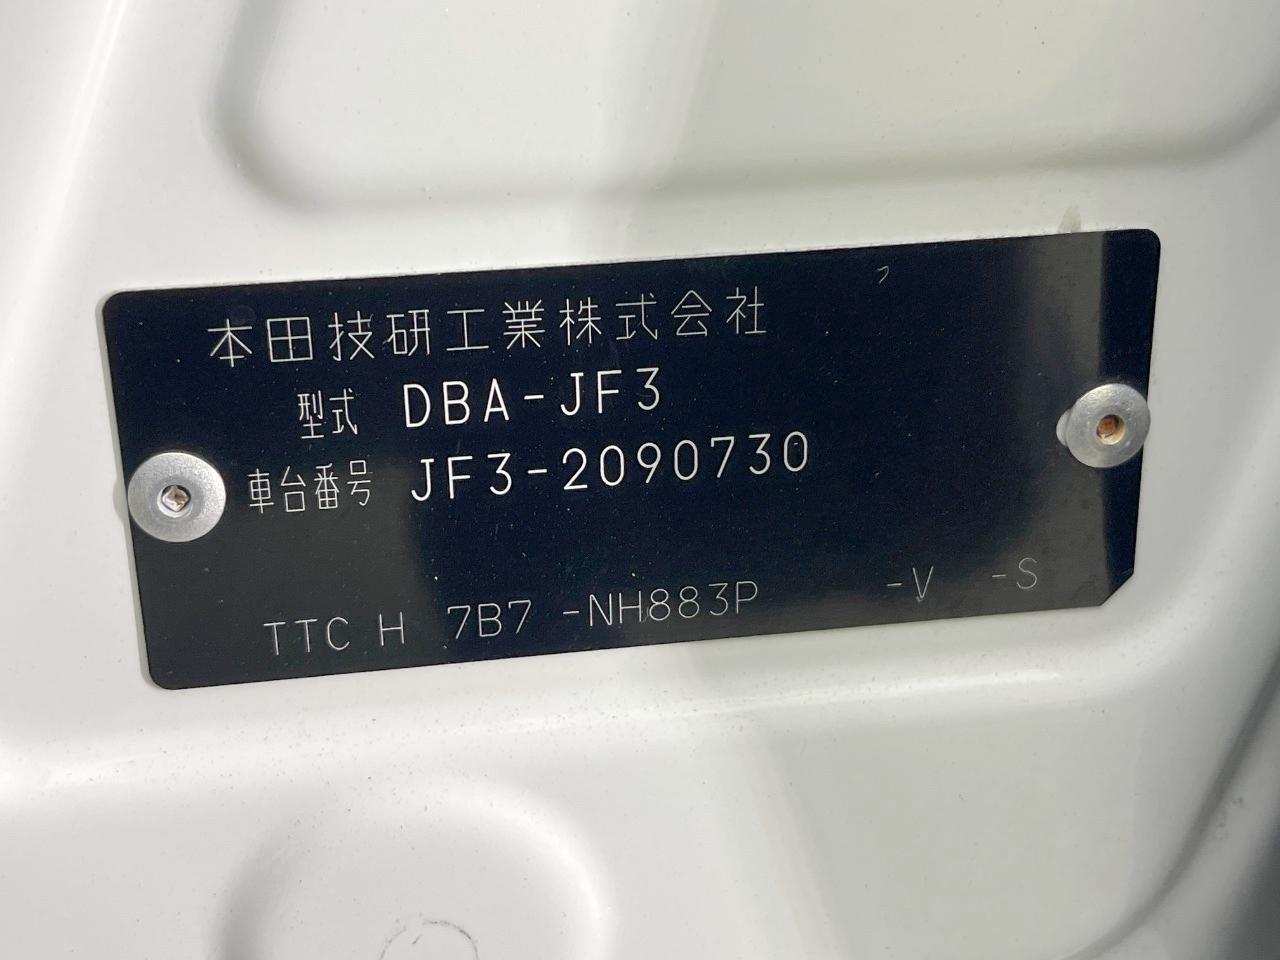 本田技研工業株式会社
型式 DBA-JF3
車台番号 JF3-2090730
TTC H 7B7 -NH883P -V -S